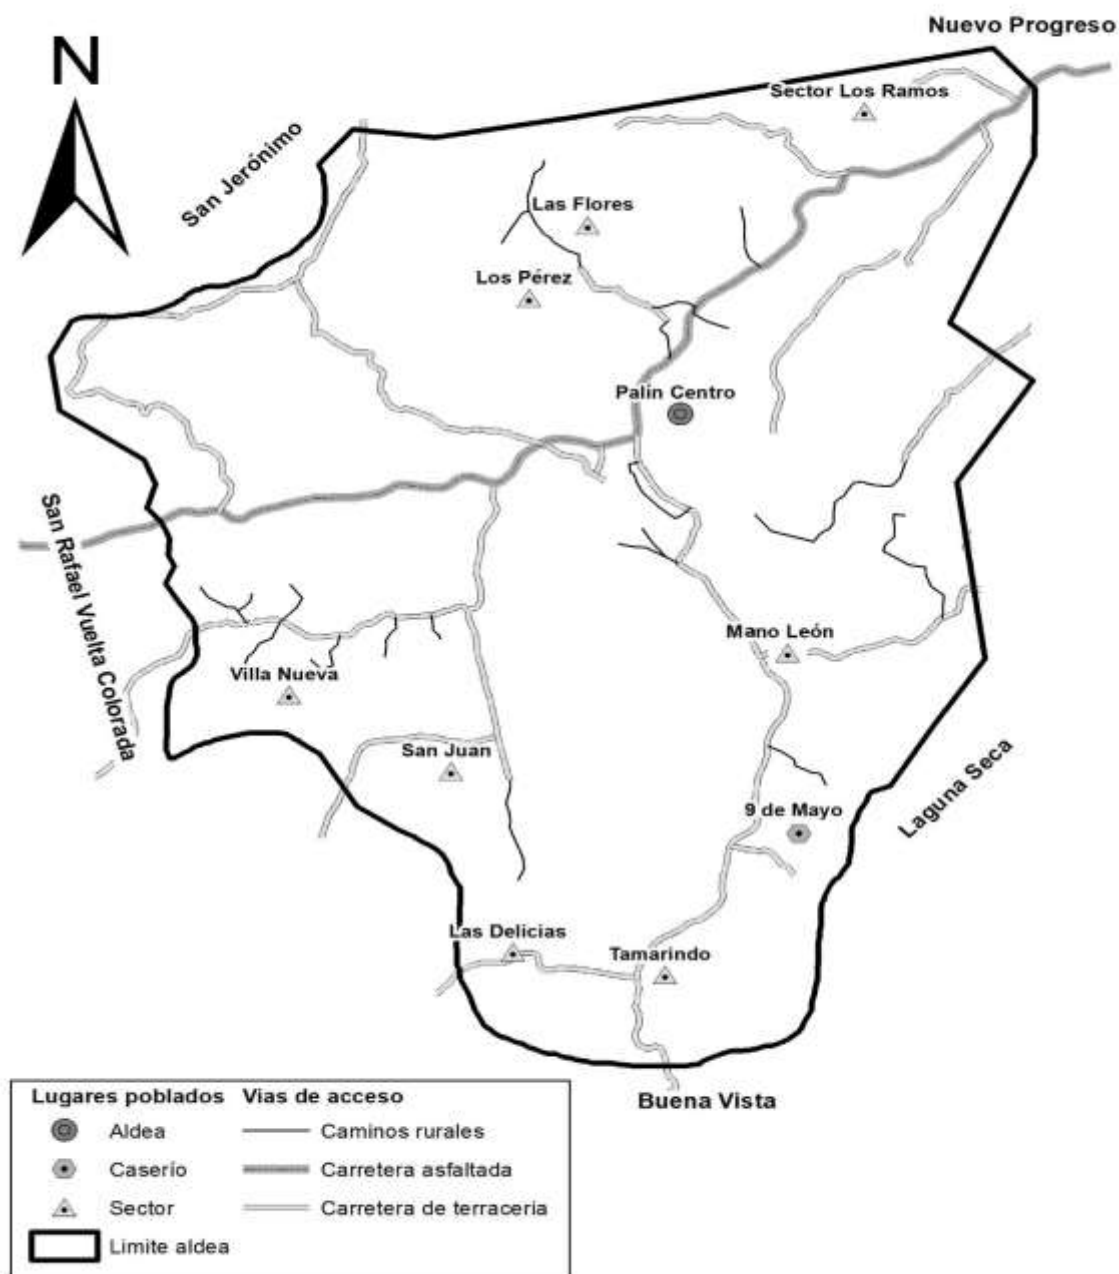 Nuevo Progreso
N
Sector Los Ramos
San Jerónimo
Las Flores
Los Pérez
Palín Centro
San Rafael Vuelta Colorada
Mano León
Villa Nueva
San Juan
Laguna Seca
9 de Mayo
Las Delicias
Tamarindo
Buena Vista
Lugares poblados
Vias de acceso
Aldea
Caminos rurales
Caserío
Carretera asfaltada
Sector
Carretera de terraceria
Limite aldea